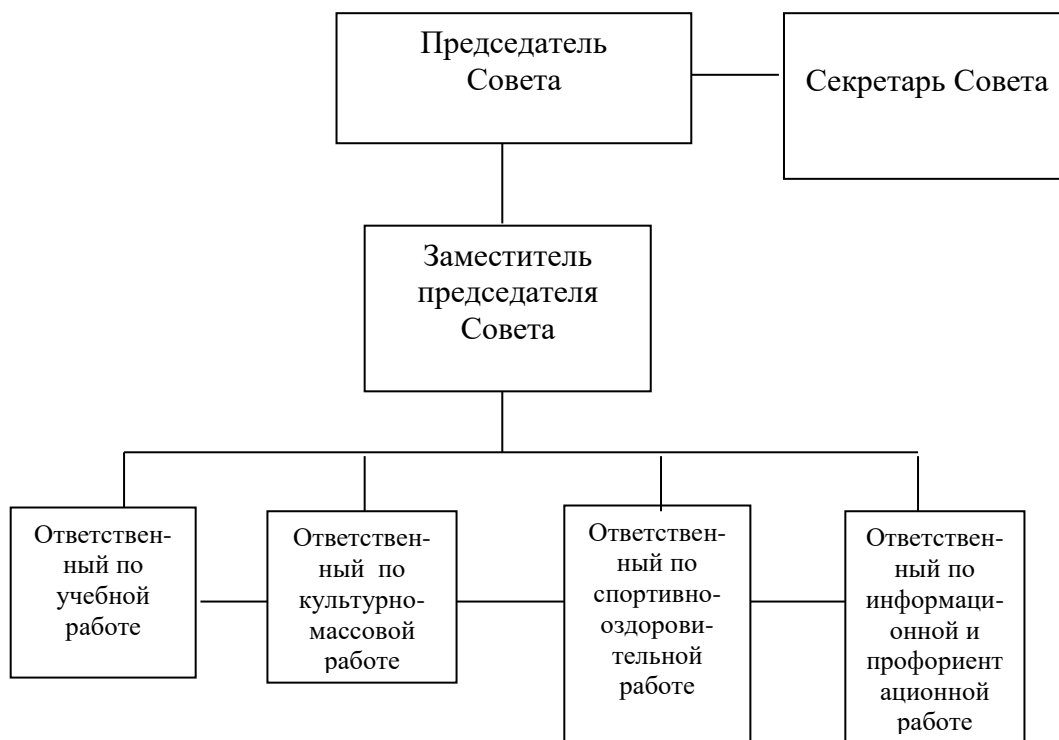 Председатель
Совета
Секретарь Совета
Заместитель
председателя
Совета
Ответствен-
ный по
учебной
работе
Ответствен-
ный по
культурно-
массовой
работе
Ответствен-
ный по
спортивно-
оздорови-
тельной
работе
Ответствен-
ный по
информаци-
онной и
профориент
ационной
работе